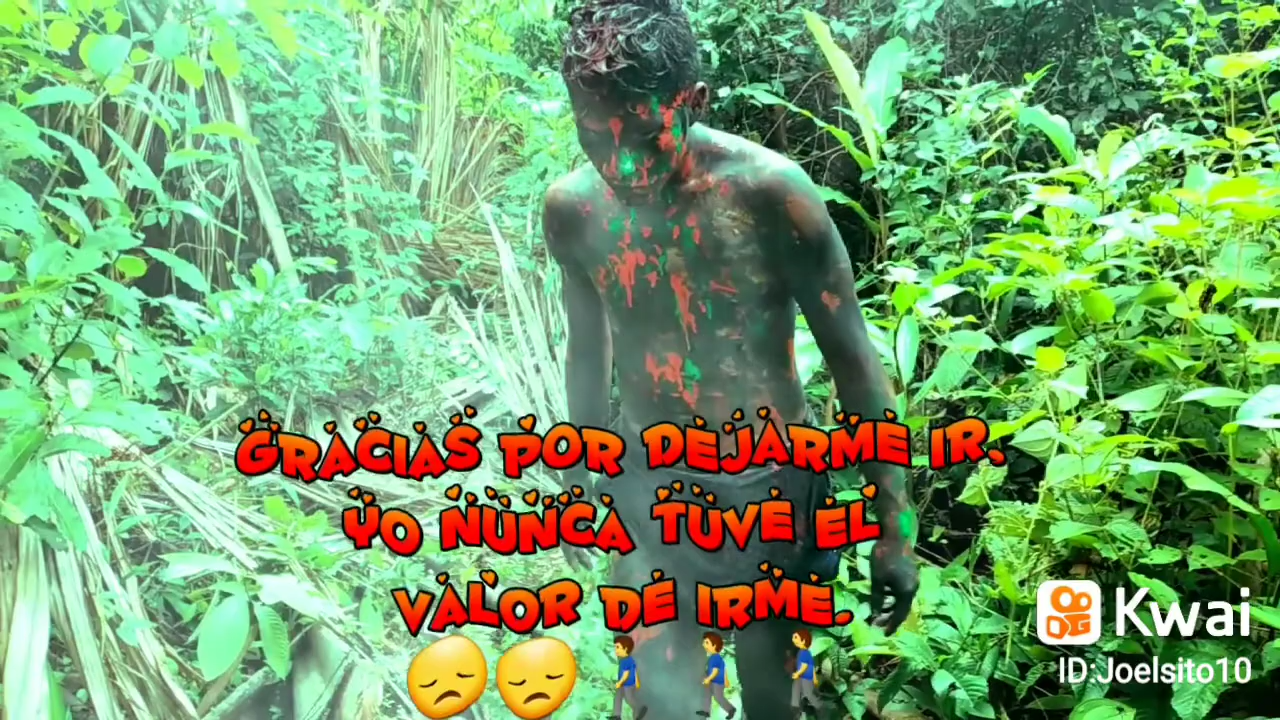 GRACIAS POR DEJARME IR.
YO NUNCA TUVE EL
VALOR DE IRME.
Kwai
ID:Joelsito10